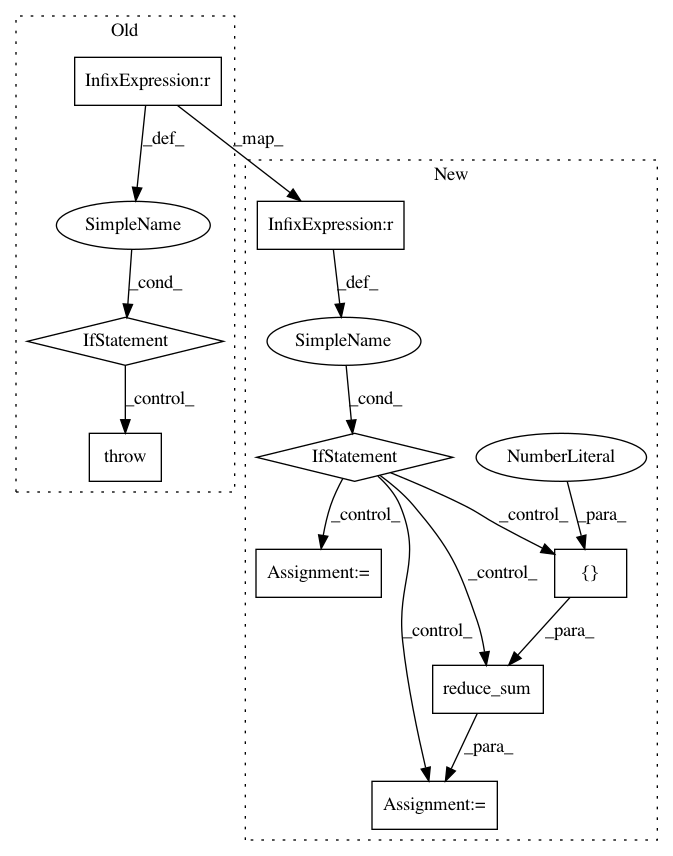 Old
InfixExpression:r
_def_
_map_
New
SimpleName
InfixExpression:r
_cond_
_def_
IfStatement
SimpleName
_control_
_cond_
throw
IfStatement
NumberLiteral
_control_
_control_
_para_
Assignment:=
_control_
{}
_control_
_para_
reduce_sum
_para_
Assignment:=